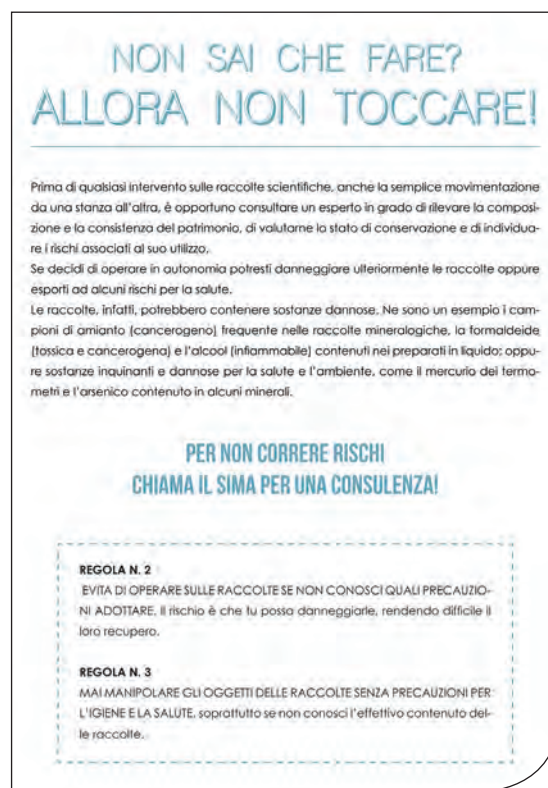 NON SAI CHE FARE?
ALLORA NON TOCCARE!
Prima di qualsiasi intervento sulle raccolte scientifiche, anche la semplice movimentazione
da una stanza all'altra, è opportuno consultare un esperto in grado di rilevare la composi-
zione e la consistenza del patrimonio, di valutarne lo stato di conservazione e di individua-
re i rischi associati al suo utilizzo.
Se decidi di operare in autonomia potresti danneggiare ulteriormente le raccolte oppure
esporti ad alcuni rischi per la salute.
Le raccolte, infatti, potrebbero contenere sostanze dannose. Ne sono un esempio i cam-
pioni di amianto (cancerogeno) frequente nelle raccolte mineralogiche, la formaldeide
(tossica e cancerogena) e l'alcool (infiammabile) contenuti nei preparati in liquido; oppu-
re sostanze inquinanti e dannose per la salute e l'ambiente, come il mercurio dei termo-
metri e l'arsenico contenuto in alcuni minerali.
PER NON CORRERE RISCHI
CHIAMA IL SIMA PER UNA CONSULENZA!
REGOLA N. 2
EVITA DI OPERARE SULLE RACCOLTE SE NON CONOSCI QUALI PRECAUZIO-
NI ADOTTARE. Il rischio è che tu possa danneggiarle, rendendo difficile il
loro recupero.
REGOLA N. 3
MAI MANIPOLARE GLI OGGETTI DELLE RACCOLTE SENZA PRECAUZIONI PER
L'IGIENE E LA SALUTE, soprattutto se non conosci l'effettivo contenuto del-
le raccolte.